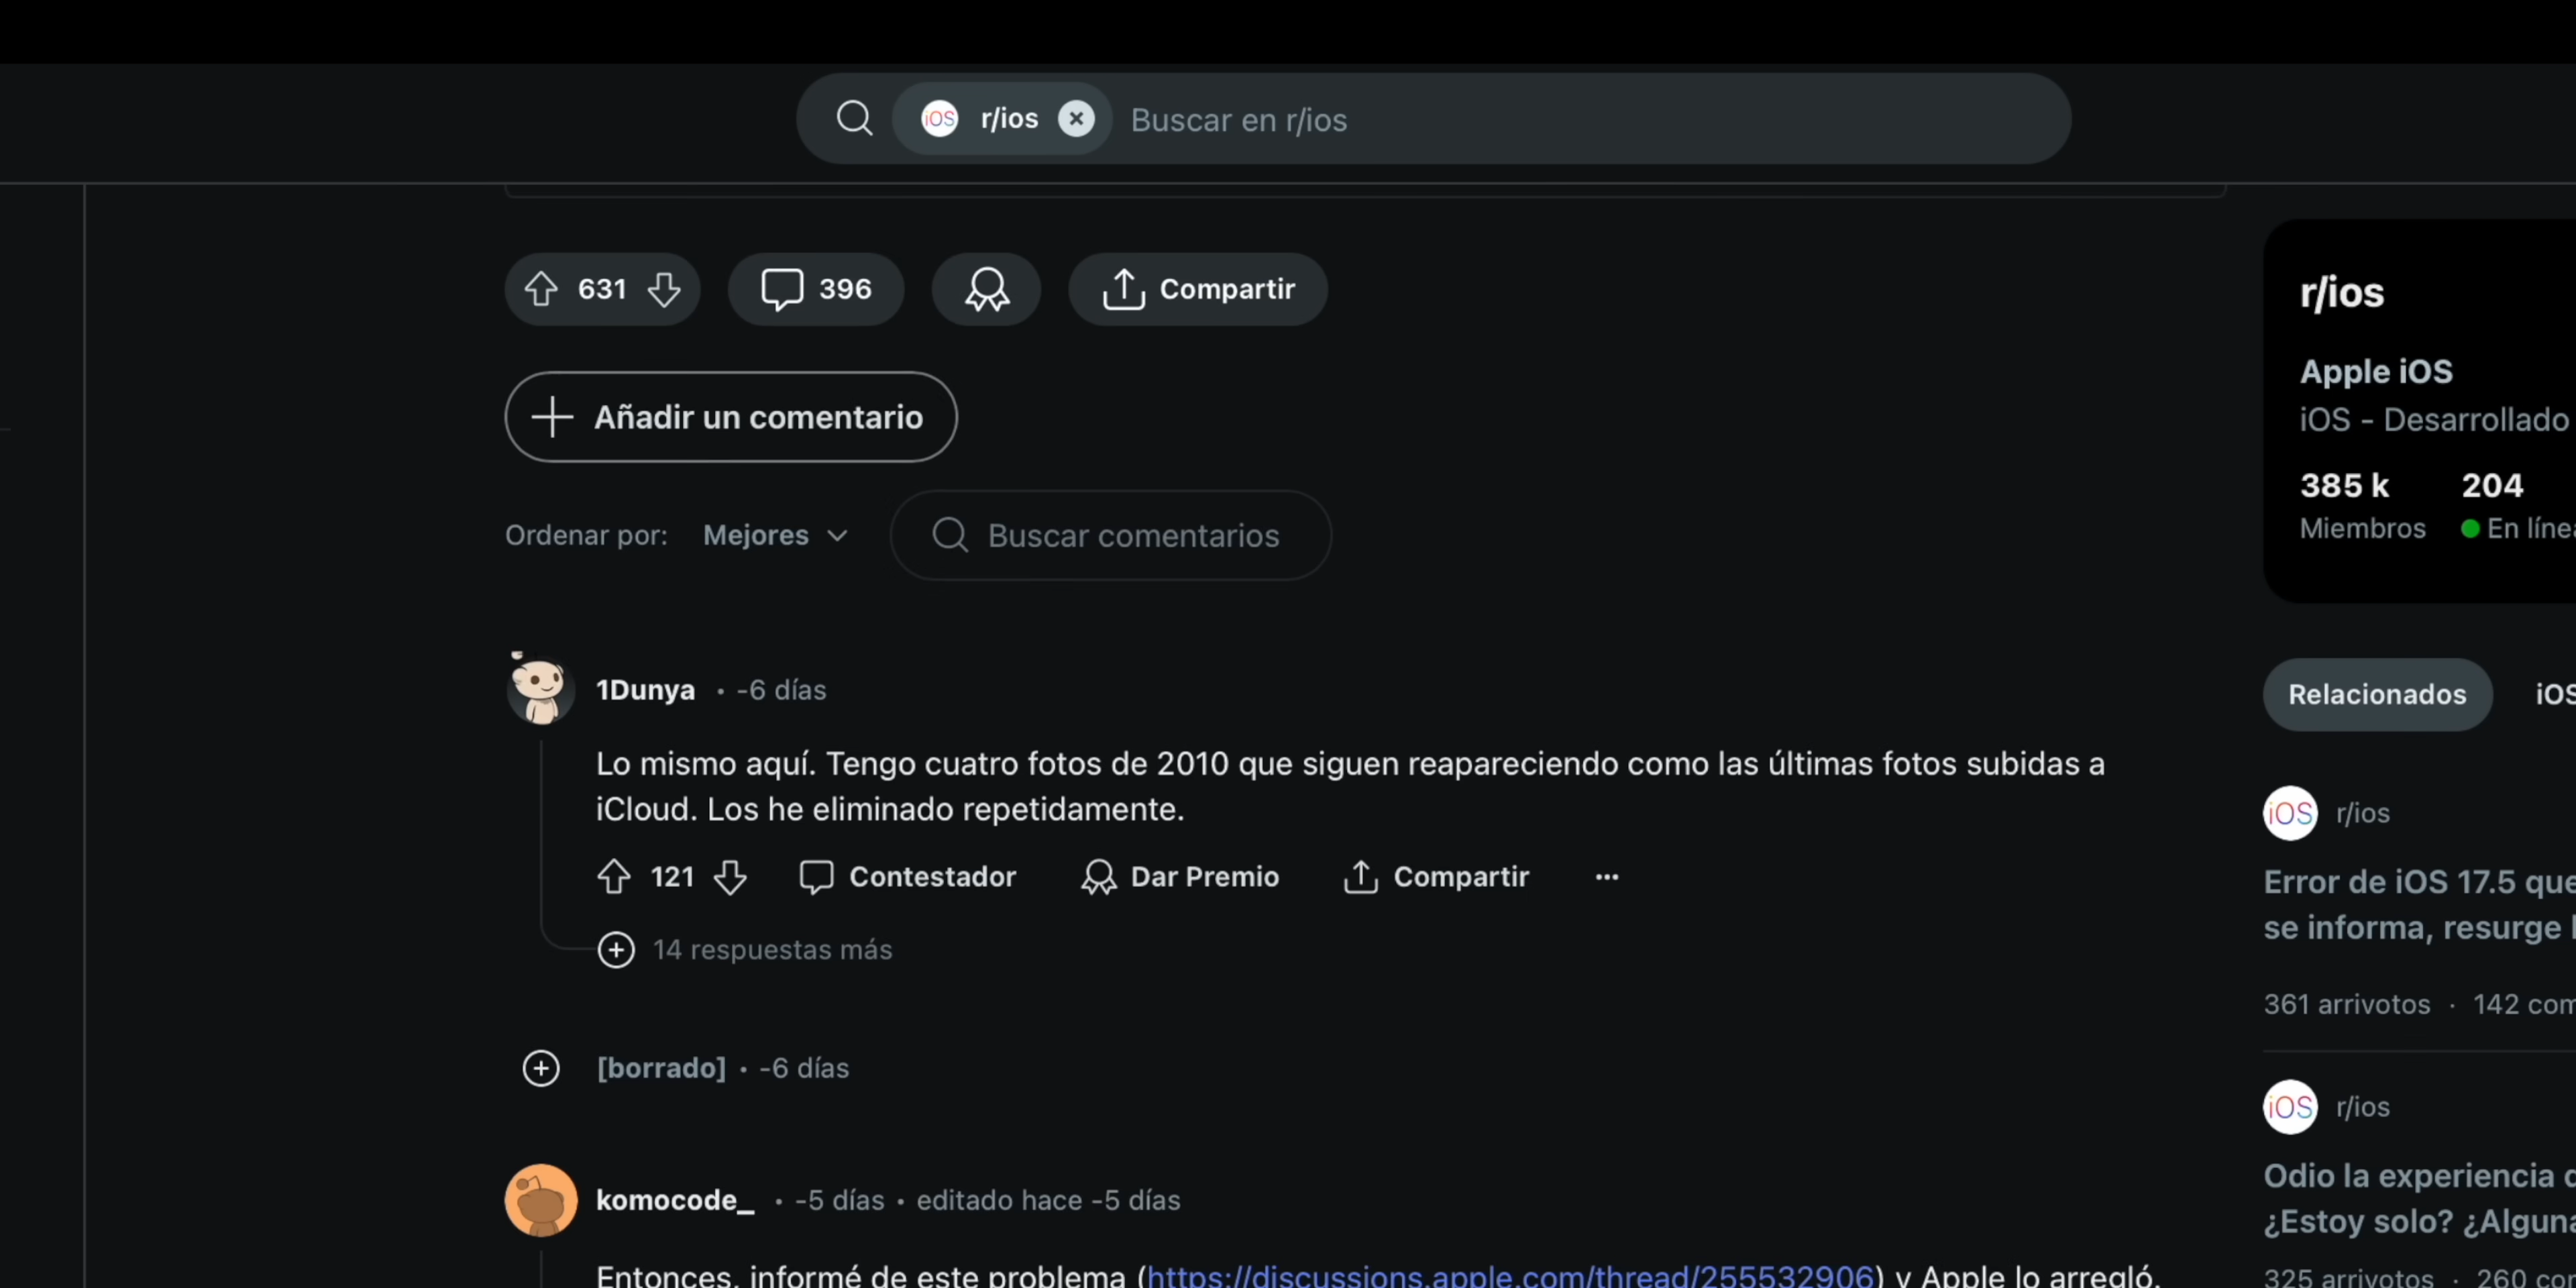 iOS r/ios Buscar en r/ios
631 396 Compartir
Añadir un comentario
Ordenar por: Mejores Buscar comentarios
1Dunya • -6 días
Lo mismo aquí. Tengo cuatro fotos de 2010 que siguen reapareciendo como las últimas fotos subidas a
iCloud. Los he eliminado repetidamente.
121 Contestador Dar Premio Compartir ...
14 respuestas más
[borrado] • -6 días
komocode_ • -5 días • editado hace -5 días
Entonces, informé de este problema (https://discussions.apple.com/thread/255532906) y Apple lo arregló.
r/ios
Apple iOS
iOS - Desarrollado
385 k 204
Miembros En línea
Relacionados iOS
iOS r/ios
Error de iOS 17.5 que
se informa, resurge
361 arrivotos · 142 com
iOS r/ios
Odio la experiencia
¿Estoy solo? ¿Alguna
325 arrivotos · 260 co